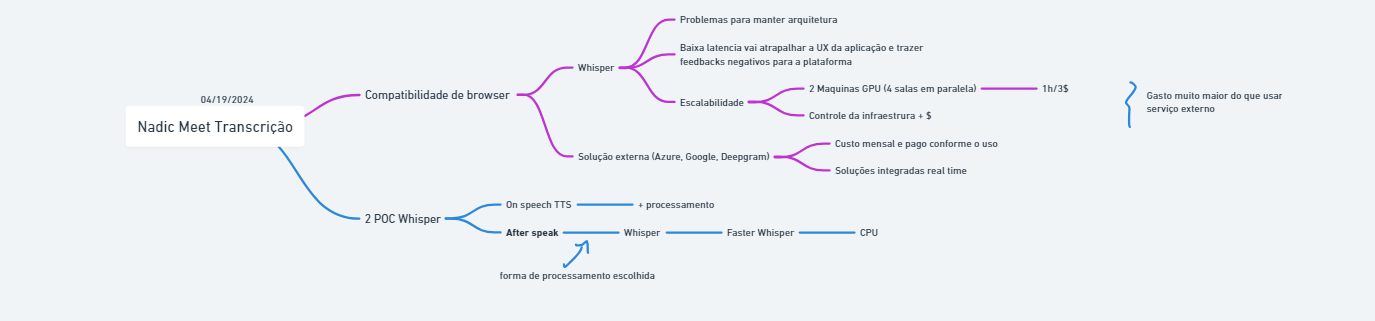 04/19/2024
Nadic Meet Transcrição
Compatibilidade de browser
Whisper
Problemas para manter arquitetura
Baixa latencia vai atrapalhar a UX da aplicação e trazer
feedbacks negativos para a plataforma
Escalabilidade
2 Maquinas GPU (4 salas em paralela)
1h/3$
Controle da infraestrura + $
Gasto muito maior do que usar
serviço externo
Solução externa (Azure, Google, Deepgram)
Custo mensal e pago conforme o uso
Soluções integradas real time
2 POC Whisper
On speech TTS
+ processamento
After speak
Whisper
Faster Whisper
CPU
forma de processamento escolhida